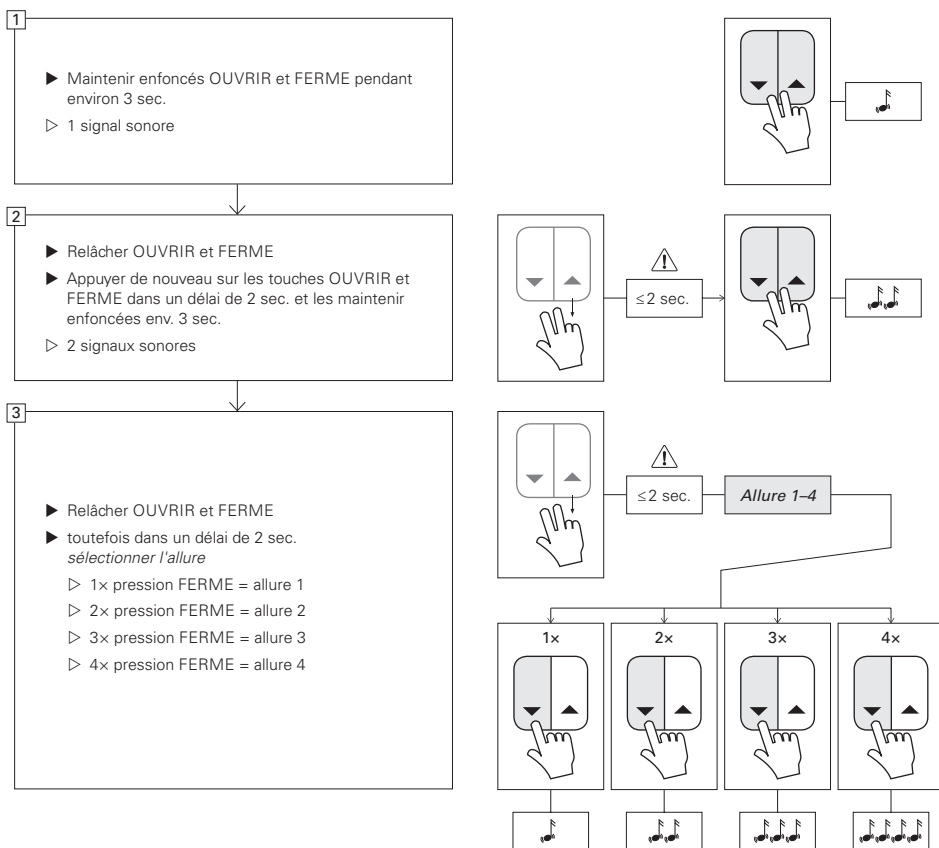 1
▶ Maintenir enfoncés OUVRIR et FERME pendant
environ 3 sec.
▷ 1 signal sonore
2
▶ Relâcher OUVRIR et FERME
▶ Appuyer de nouveau sur les touches OUVRIR et
FERME dans un délai de 2 sec. et les maintenir
enfoncées env. 3 sec.
▷ 2 signaux sonores
≤2 sec.
3
▶ Relâcher OUVRIR et FERME
▶ toutefois dans un délai de 2 sec.
sélectionner l'allure
▷ 1× pression FERME = allure 1
▷ 2× pression FERME = allure 2
▷ 3× pression FERME = allure 3
▷ 4× pression FERME = allure 4
≤2 sec.
Allure 1–4
1×
2×
3×
4×